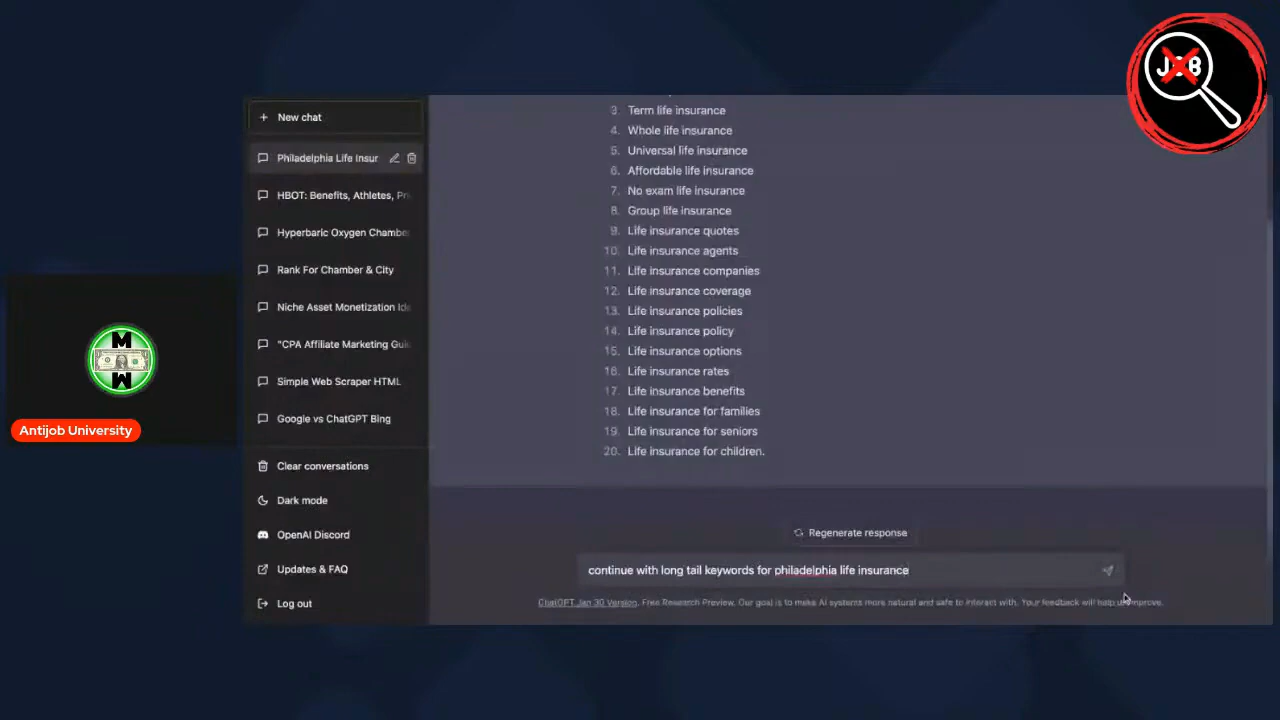 JOB
New chat
Philadelphia Life Insur
HBOT: Benefits, Athletes, Pri
Hyperbaric Oxygen Chambe
Rank For Chamber & City
Niche Asset Monetization Ide
"CPA Affiliate Marketing Guid
Simple Web Scraper HTML
Google vs ChatGPT Bing
Clear conversations
Dark mode
OpenAI Discord
Updates & FAQ
Log out
3. Term life insurance
4. Whole life insurance
5. Universal life insurance
6. Affordable life insurance
7. No exam life insurance
8. Group life insurance
9. Life insurance quotes
10. Life insurance agents
11. Life insurance companies
12. Life insurance coverage
13. Life insurance policies
14. Life insurance policy
15. Life insurance options
16. Life insurance rates
17. Life insurance benefits
18. Life insurance for families
19. Life insurance for seniors
20. Life insurance for children.
Regenerate response
continue with long tail keywords for philadelphia life insurance
ChatGPT Jan 30 Version. Free Research Preview. Our goal is to make AI systems more natural and safe to interact with. Your feedback will help us improve.
M
M
Antijob University